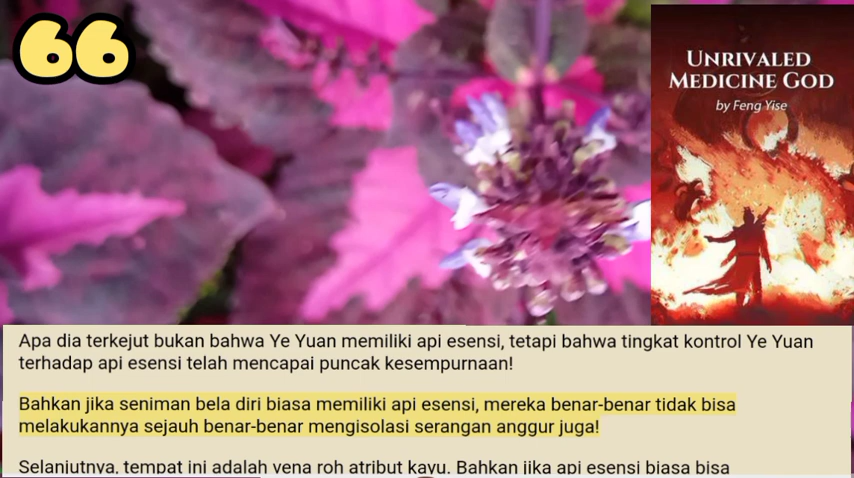 66
UNRIVALED
MEDICINE GOD
by Feng Yise
Apa dia terkejut bukan bahwa Ye Yuan memiliki api esensi, tetapi bahwa tingkat kontrol Ye Yuan
terhadap api esensi telah mencapai puncak kesempurnaan!
Bahkan jika seniman bela diri biasa memiliki api esensi, mereka benar-benar tidak bisa
melakukannya sejauh benar-benar mengisolasi serangan anggur juga!
Selanjutnya, tempat ini adalah vena roh atribut kayu. Bahkan jika api esensi biasa bisa